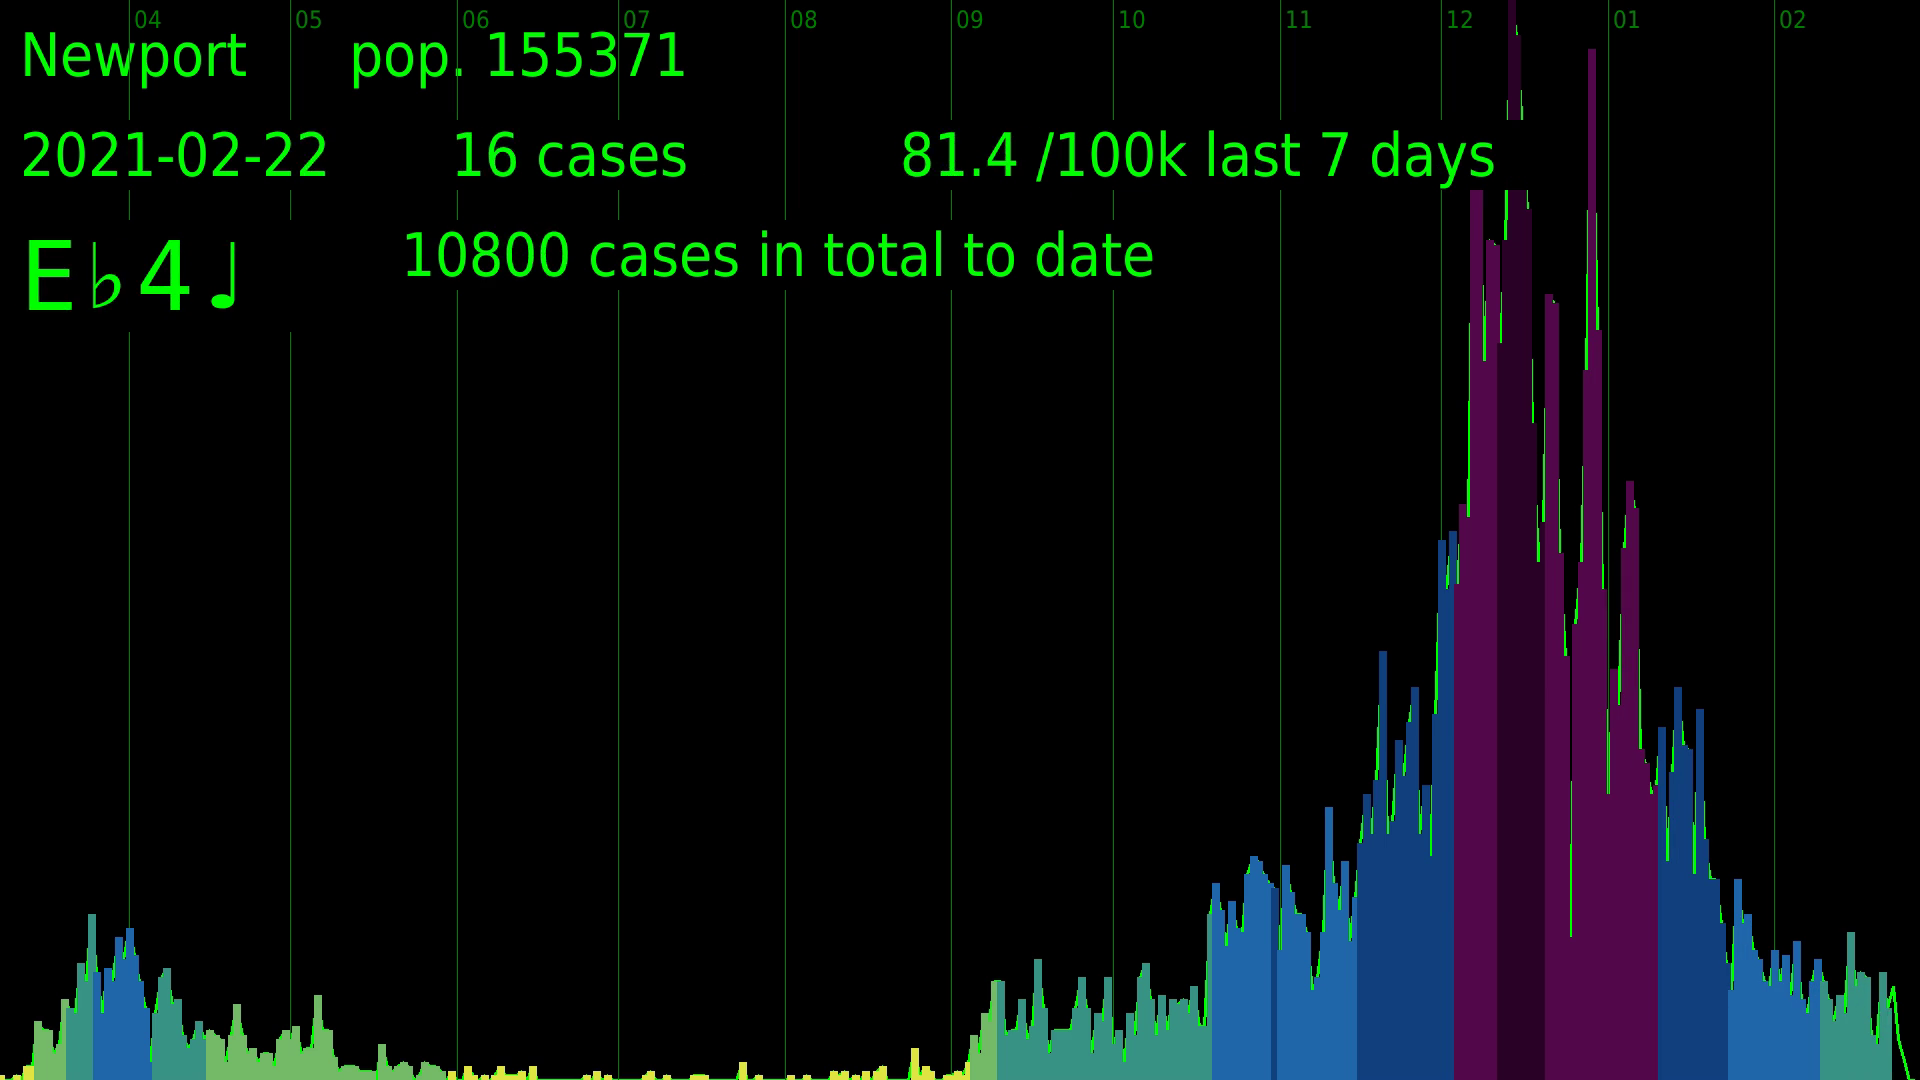 04 05 06 07 08 09 10 11 12 01 02
Newport pop. 155371
2021-02-22 16 cases 81.4 /100k last 7 days
E♭4♩ 10800 cases in total to date